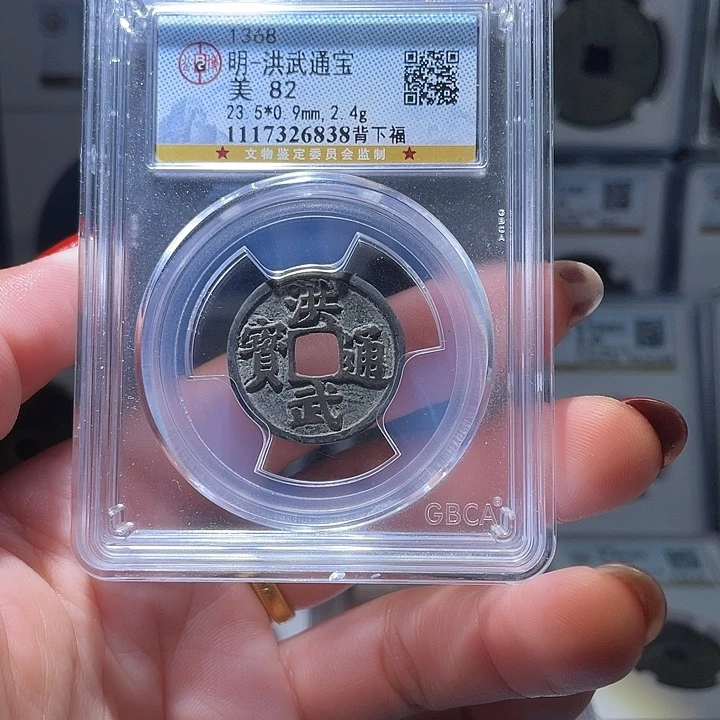 1368
明-洪武通宝
美 82
23.5*0.9mm, 2.4g
1117326838背下福
★ 文物鉴定委员会监制 ★
GBCA
洪武通寳
GBCA®